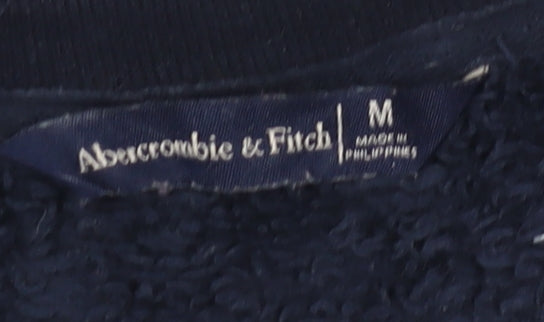 Abercrombie & Fitch
M
MADE IN
PHILIPPINES